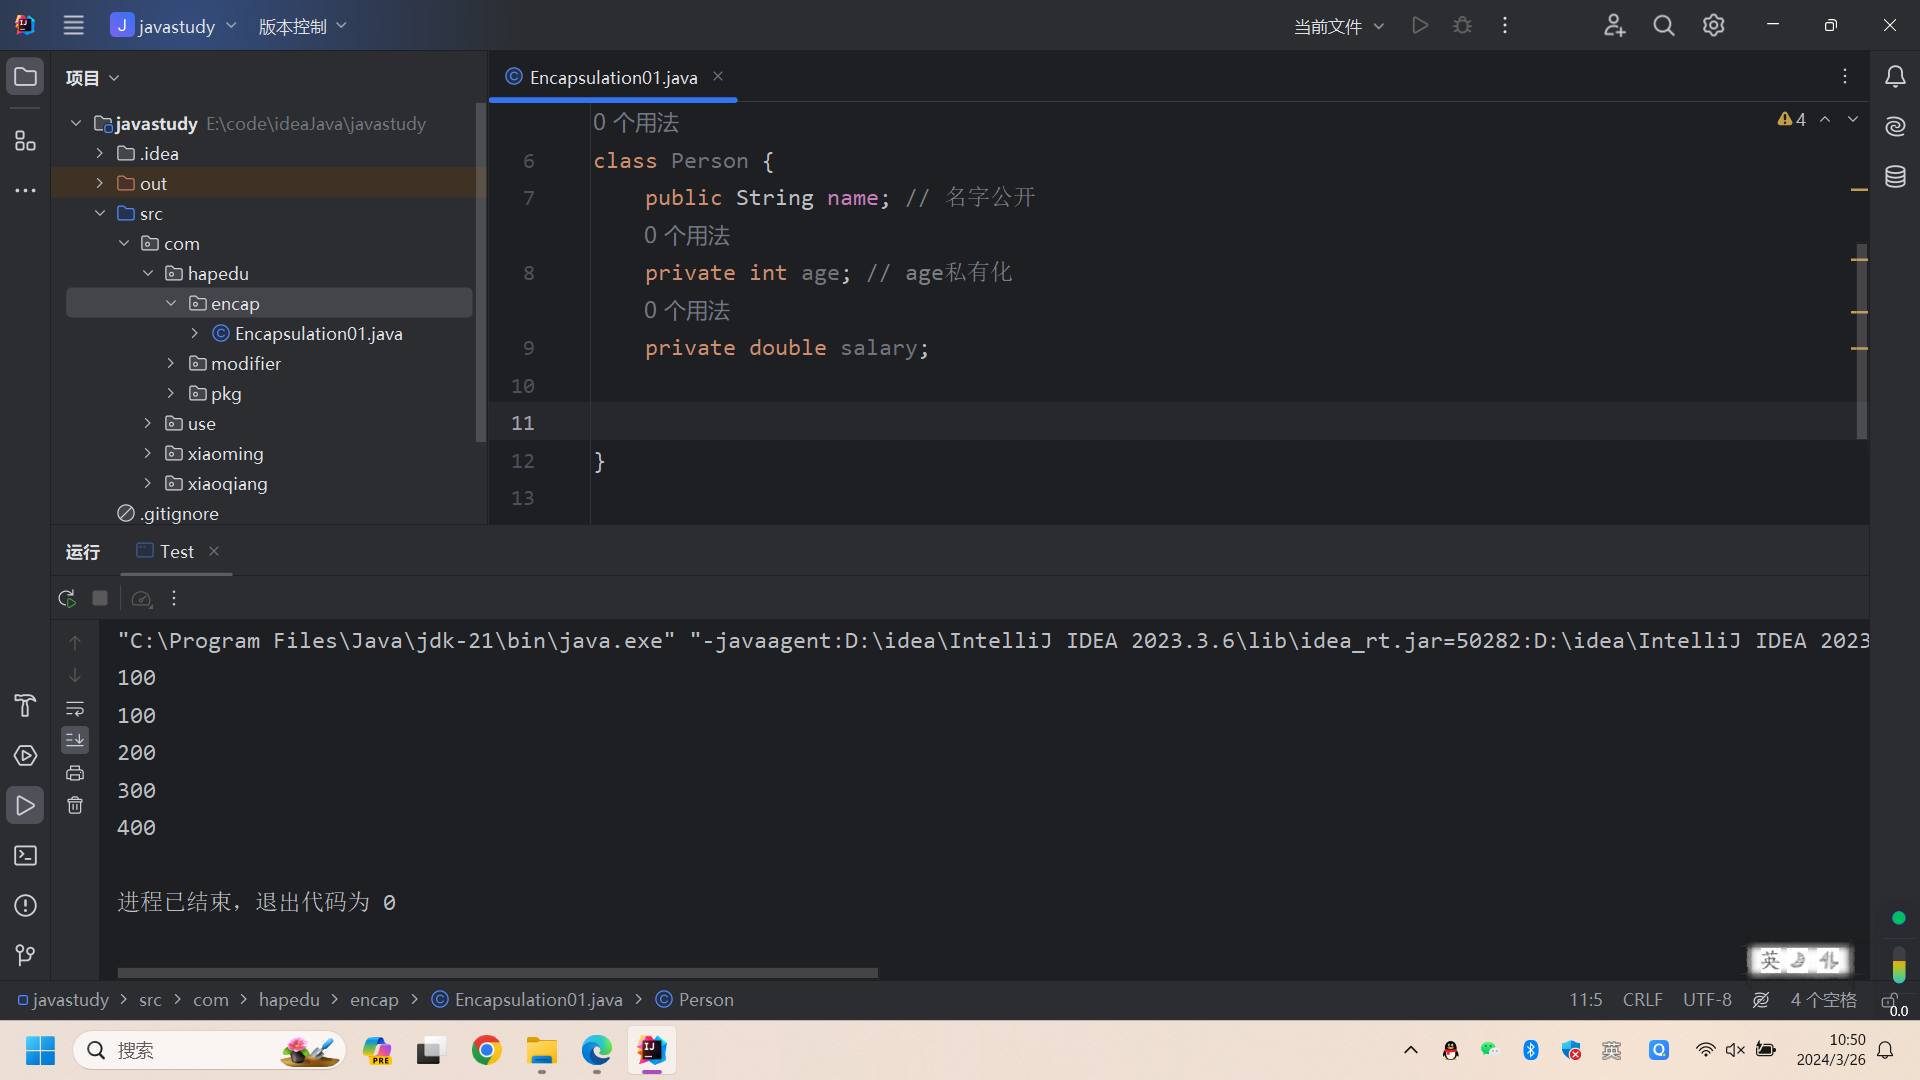 J javastudy 版本控制 当前文件
项目
Encapsulation01.java
javastudy E:\code\ideaJava\javastudy
.idea
out
src
com
hapedu
encap
Encapsulation01.java
modifier
pkg
use
xiaoming
xiaoqiang
.gitignore
0 个用法
4
6 class Person {
7 public String name; // 名字公开
0 个用法
8 private int age; // age私有化
0 个用法
9 private double salary;
10
11
12 }
13
运行 Test
"C:\Program Files\Java\jdk-21\bin\java.exe" "-javaagent:D:\idea\IntelliJ IDEA 2023.3.6\lib\idea_rt.jar=50282:D:\idea\IntelliJ IDEA 2023
100
100
200
300
400
进程已结束，退出代码为 0
英
javastudy > src > com > hapedu > encap > Encapsulation01.java > Person
11:5 CRLF UTF-8 4 个空格
0.0
搜索
PRE
英
10:50
2024/3/26